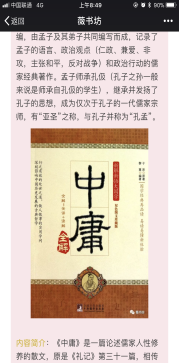 中国联通 4G
上午8:49
返回
薇书坊
编，由孟子及其弟子共同编写而成，记录了
孟子的语言、政治观点（仁政、兼爱、非
攻，主张和平、反对战争）和政治行动的儒
家经典著作。孟子师承孔伋（孔子之孙一般
来说是师承自孔伋的学生），继承并发扬了
孔子的思想，成为仅次于孔子的一代儒家宗
师，有“亚圣”之称，与孔子并称为“孔孟”。
中庸
全解
内容简介：《中庸》是一篇论述儒家人性修
养的散文，原是《礼记》第三十一篇，相传